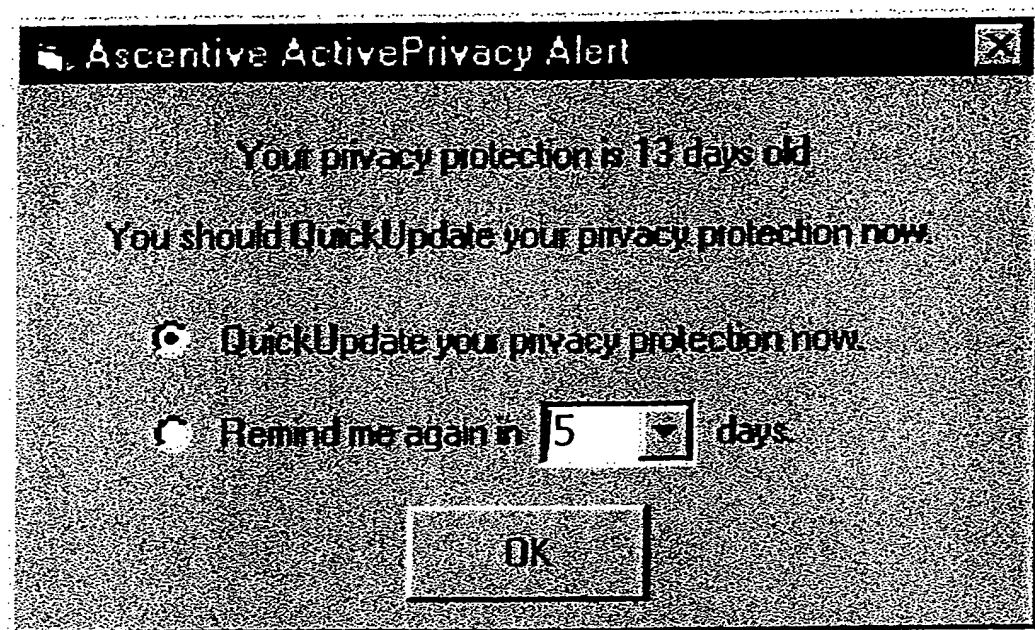 Ascentive ActivePrivacy Alert
Your privacy protection is 13 days old
You should QuickUpdate your privacy protection now.
QuickUpdate your privacy protection now.
Remind me again in 5 days.
OK